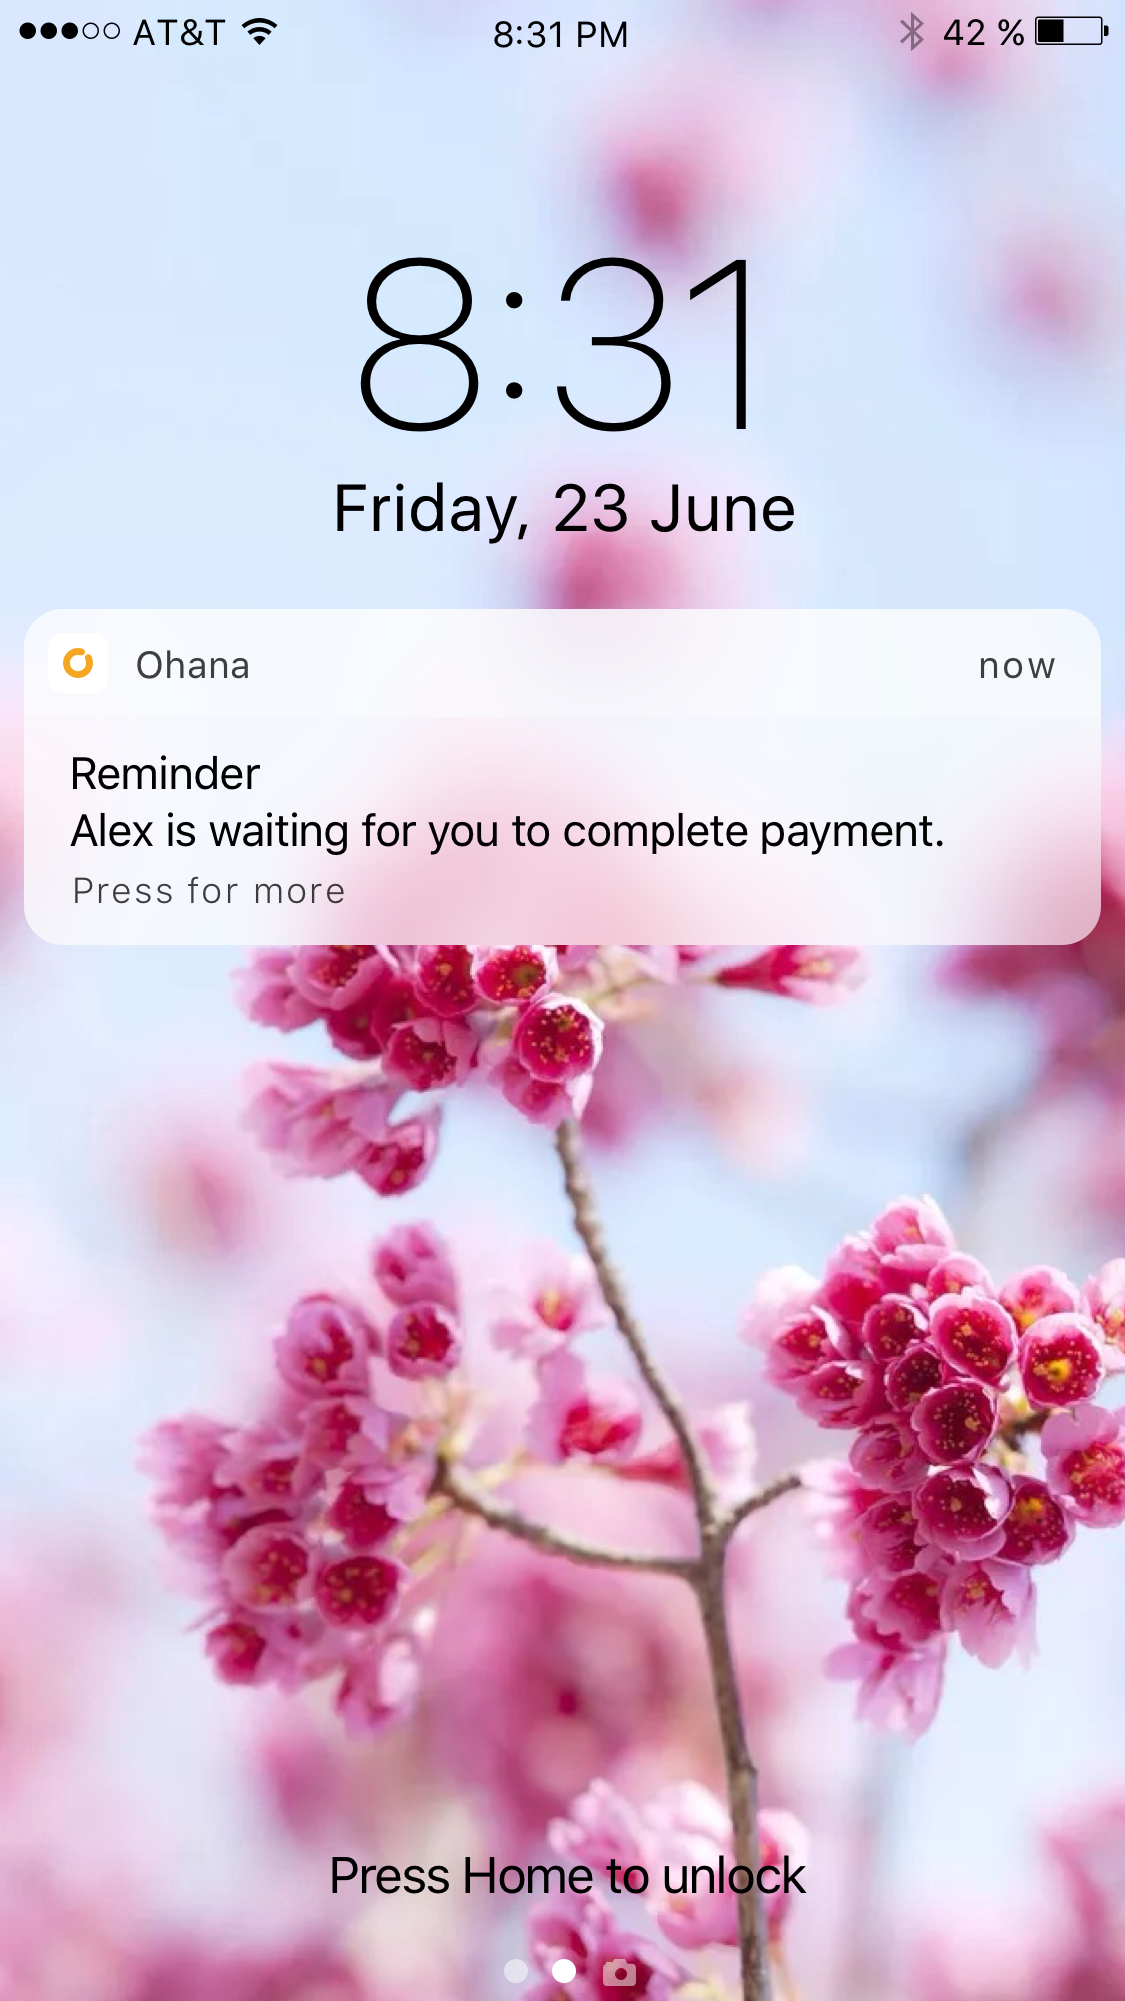 AT&T 8:31 PM 42 %
8:31
Friday, 23 June
Ohana now
Reminder
Alex is waiting for you to complete payment.
Press for more
Press Home to unlock